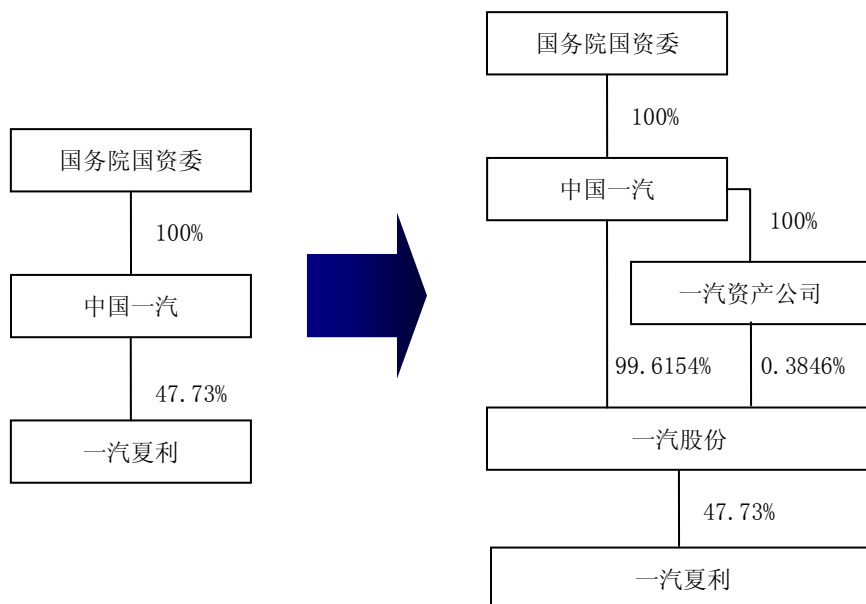 国务院国资委
100%
中国一汽
47.73%
一汽夏利
国务院国资委
100%
中国一汽
100%
一汽资产公司
99.6154%
0.3846%
一汽股份
47.73%
一汽夏利